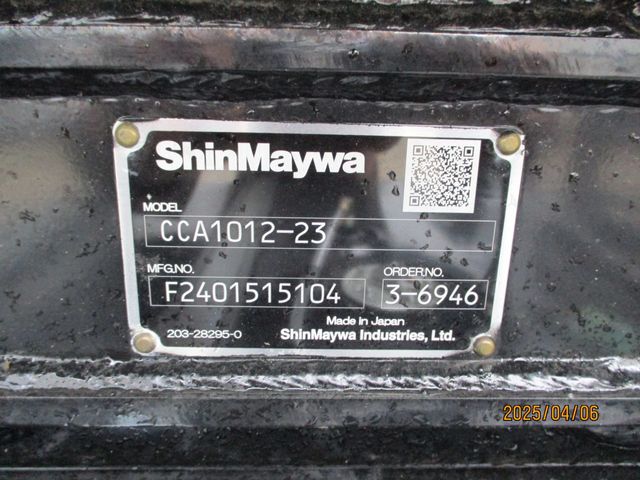 ShinMaywa
MODEL
CCA1012-23
MFG.NO. ORDER.NO.
F2401515104 3-6946
Made in Japan
203-28295-0 ShinMaywa Industries, Ltd.
2025/04/06